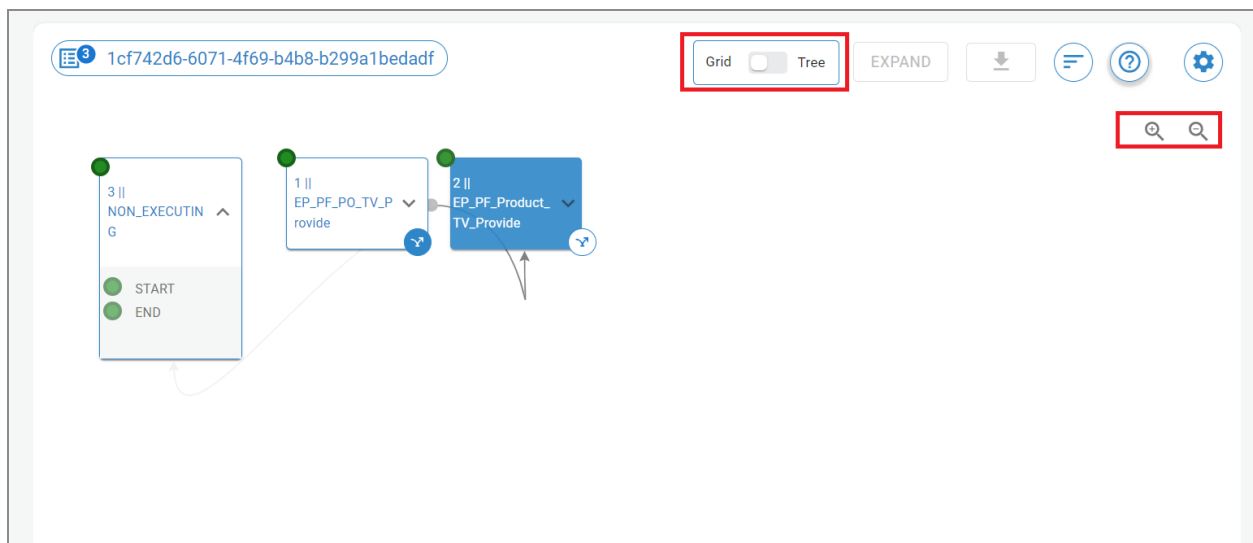 3 1cf742d6-6071-4f69-b4b8-b299a1bedadf
Grid Tree
EXPAND
3 ||
NON_EXECUTIN
G
START
END
1 ||
EP_PF_PO_TV_P
rovide
2 ||
EP_PF_Product_
TV_Provide